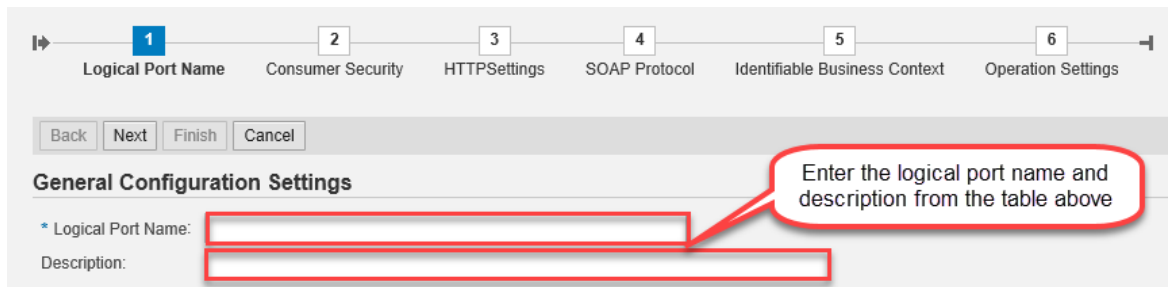 1 2 3 4 5 6
Logical Port Name Consumer Security HTTPSettings SOAP Protocol Identifiable Business Context Operation Settings
Back Next Finish Cancel
Enter the logical port name and
description from the table above
General Configuration Settings
* Logical Port Name:
Description: